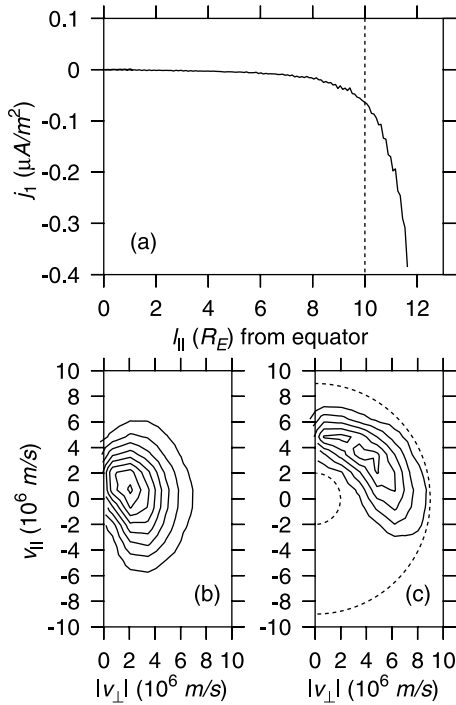 0.1
0
-0.1
-0.2
-0.3
-0.4
j₁ (μA/m²)
(a)
0 2 4 6 8 10 12
l∥ (R_E) from equator
10
8
6
4
2
0
-2
-4
-6
-8
-10
v∥ (10⁶ m/s)
(b)
0 2 4 6 8 10
|v⊥| (10⁶ m/s)
10
8
6
4
2
0
-2
-4
-6
-8
-10
(c)
0 2 4 6 8 10
|v⊥| (10⁶ m/s)